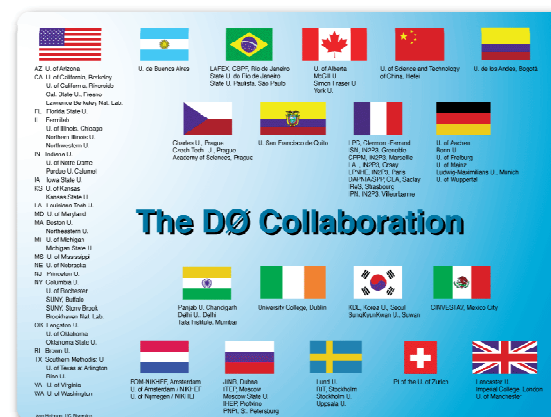 AZ U. of Arizona
CA U. of California, Berkeley
U. of California, Riverside
Cal. State U., Fresno
Lawrence Berkeley Nat. Lab.
FL Florida State U.
IL Fermilab
U. of Illinois, Chicago
Northern Illinois U.
Northwestern U.
IN Indiana U.
U. of Notre Dame
Purdue U. Calumet
IA Iowa State U.
KS U. of Kansas
Kansas State U.
LA Louisiana Tech U.
MD U. of Maryland
MA Boston U.
Northeastern U.
MI U. of Michigan
Michigan State U.
MS U. of Mississippi
NE U. of Nebraska
NJ Princeton U.
NY Columbia U.
U. of Rochester
SUNY, Buffalo
SUNY, Stony Brook
Brookhaven Nat. Lab.
OK Langston U.
U. of Oklahoma
Oklahoma State U.
RI Brown U.
TX Southern Methodist U.
U. of Texas at Arlington
Rice U.
VA U. of Virginia
WA U. of Washington
U. de Buenos Aires
LAFEX, CBPF, Rio de Janeiro
State U. do Rio de Janeiro
State U. Paulista, São Paulo
U. of Alberta
McGill U.
Simon Fraser U.
York U.
U. of Science and Technology
of China, Hefei
U. de los Andes, Bogotá
Charles U., Prague
Czech Tech. U., Prague
Academy of Sciences, Prague
U. San Francisco de Quito
LPC, Clermont-Ferrand
ISN, IN2P3, Grenoble
CPPM, IN2P3, Marseille
LAL, IN2P3, Orsay
LPNHE, IN2P3, Paris
DAPNIA/SPP, CEA, Saclay
IReS, Strasbourg
IPN, IN2P3, Villeurbanne
U. of Aachen
Bonn U.
U. of Freiburg
U. of Mainz
Ludwig-Maximilians U., Munich
U. of Wuppertal
The DØ Collaboration
Panjab U. Chandigarh
Delhi U., Delhi
Tata Institute, Mumbai
University College, Dublin
KDL, Korea U., Seoul
SungKyunKwan U., Suwon
CINVESTAV, Mexico City
FOM-NIKHEF, Amsterdam
U. of Amsterdam / NIKHEF
U. of Nijmegen / NIKHEF
JINR, Dubna
ITEP, Moscow
Moscow State U.
IHEP, Protvino
PNPI, St. Petersburg
Lund U.
RIT, Stockholm
Stockholm U.
Uppsala U.
PI of the U. of Zurich
Lancaster U.
Imperial College, London
U. of Manchester